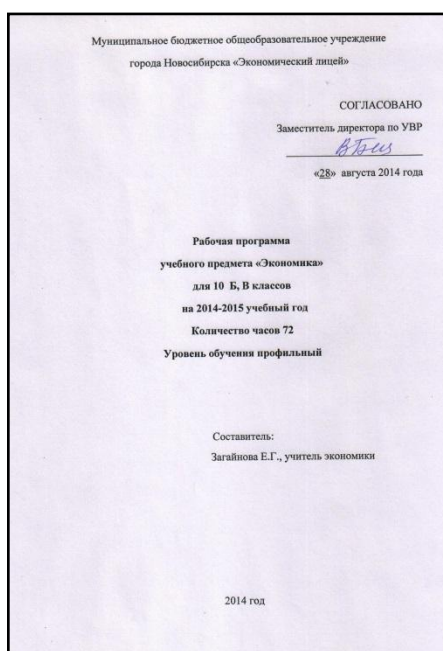 Муниципальное бюджетное общеобразовательное учреждение
города Новосибирска «Экономический лицей»
СОГЛАСОВАНО
Заместитель директора по УВР
«28» августа 2014 года
Рабочая программа
учебного предмета «Экономика»
для 10 Б, В классов
на 2014-2015 учебный год
Количество часов 72
Уровень обучения профильный
Составитель:
Загайнова Е.Г., учитель экономики
2014 год